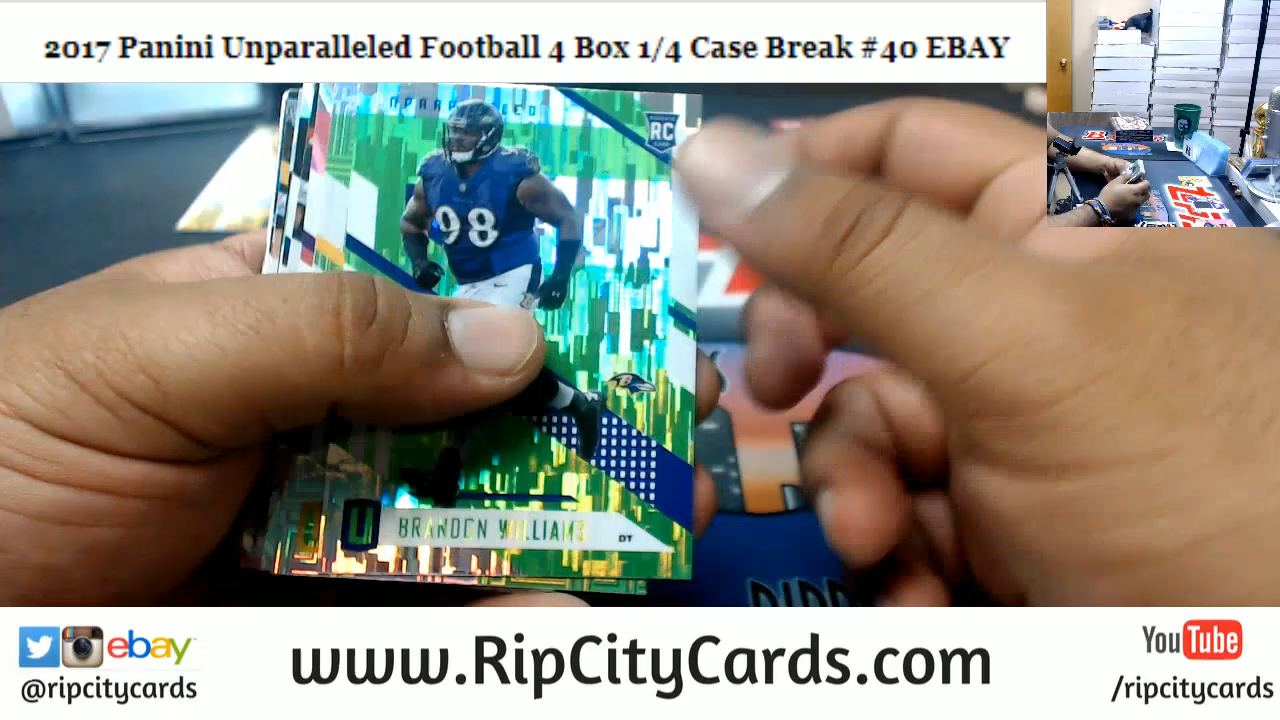 2017 Panini Unparalleled Football 4 Box 1/4 Case Break #40 EBAY
RC
98
U BRANDON WILLIAMS DT
ebay
YouTube
www.RipCityCards.com
@ripcitycards
/ripcitycards